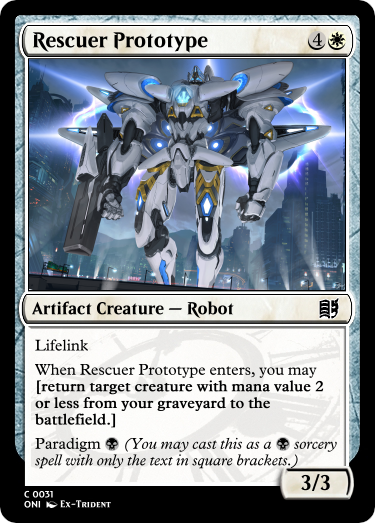 Rescuer Prototype 4
Artifact Creature — Robot
Lifelink
When Rescuer Prototype enters, you may
[return target creature with mana value 2
or less from your graveyard to the
battlefield.]
Paradigm (You may cast this as a sorcery
spell with only the text in square brackets.)
3/3
C 0031
ONI Ex-Trident